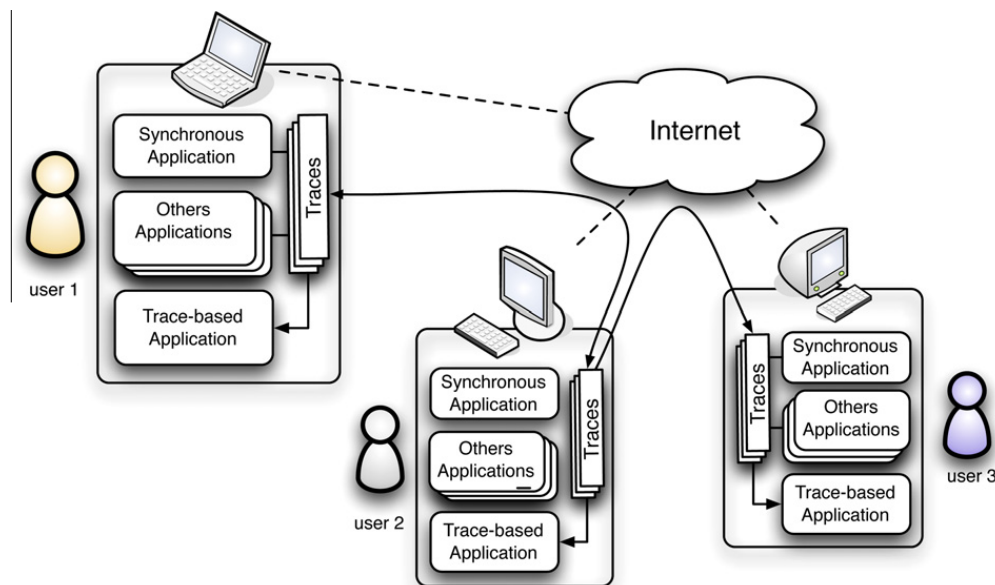 Internet
Synchronous
Application
Others
Applications
Trace-based
Application
Traces
user 1
Synchronous
Application
Others
Applications
Trace-based
Application
Traces
user 2
Traces
Synchronous
Application
Others
Applications
Trace-based
Application
user 3